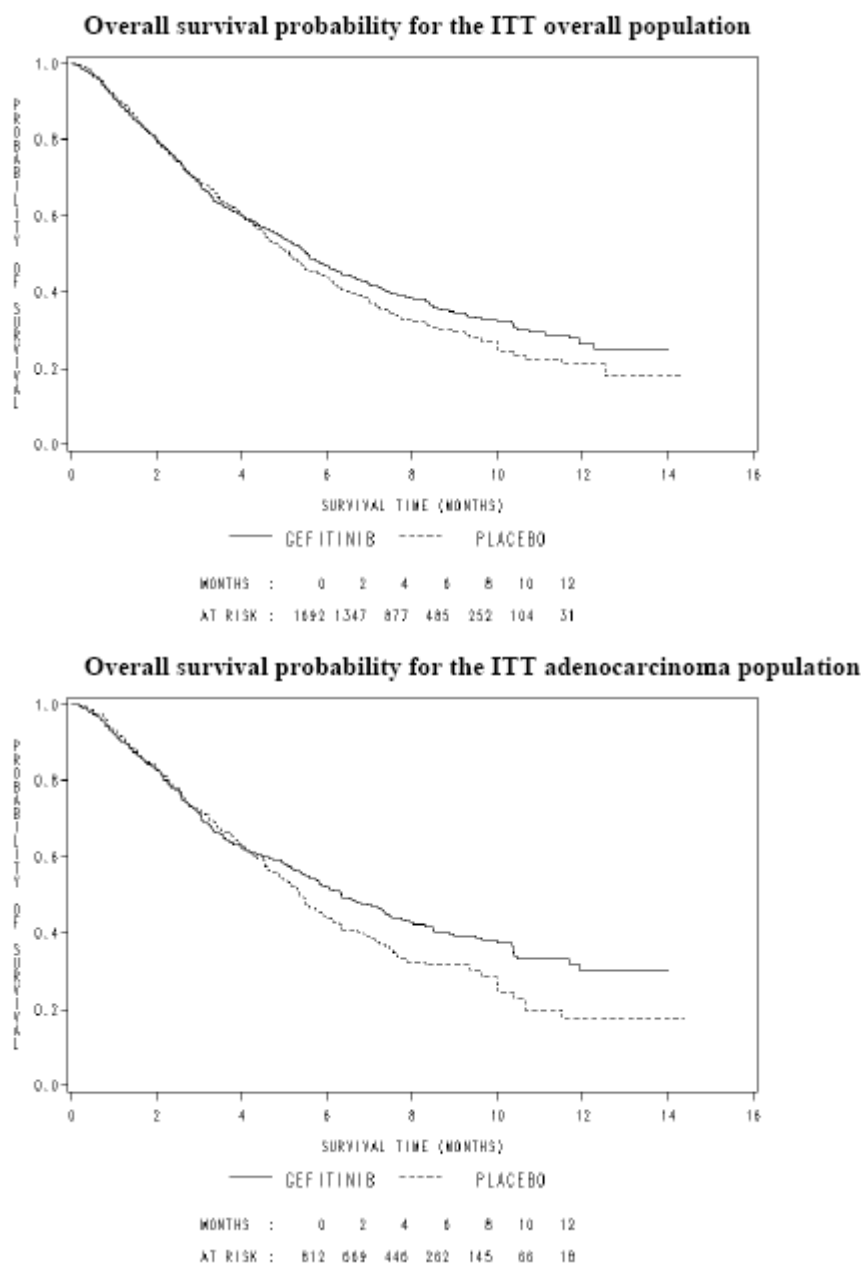 Overall survival probability for the ITT overall population
PROBABILITY OF SURVIVAL
1.0
0.8
0.6
0.4
0.2
0.0
0 2 4 6 8 10 12 14 16
SURVIVAL TIME (MONTHS)
GEFITINIB PLACEBO
MONTHS : 0 2 4 6 8 10 12
AT RISK : 1692 1347 877 485 252 104 31
Overall survival probability for the ITT adenocarcinoma population
PROBABILITY OF SURVIVAL
1.0
0.8
0.6
0.4
0.2
0.0
0 2 4 6 8 10 12 14 16
SURVIVAL TIME (MONTHS)
GEFITINIB PLACEBO
MONTHS : 0 2 4 6 8 10 12
AT RISK : 812 669 446 262 145 66 18